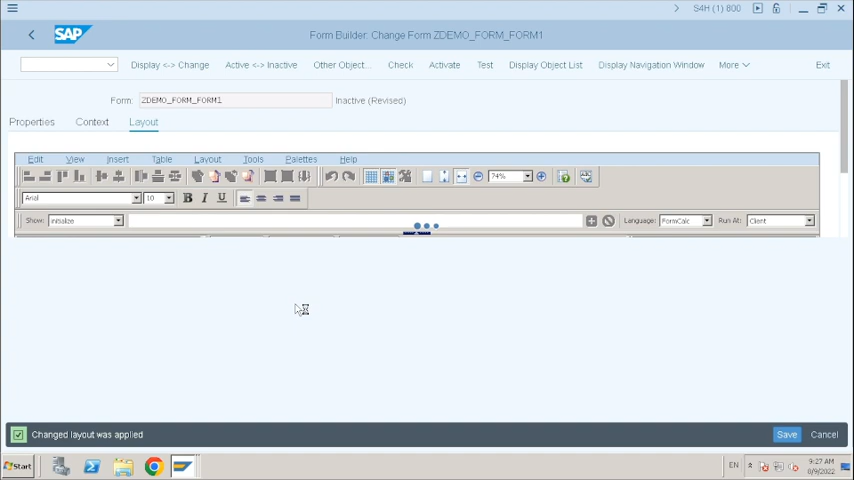 S4H (1) 800
SAP Form Builder: Change Form ZDEMO_FORM_FORM1
Display <-> Change Active <-> Inactive Other Object... Check Activate Test Display Object List Display Navigation Window More Exit
Form: ZDEMO_FORM_FORM1 Inactive (Revised)
Properties Context Layout
Edit View Insert Table Layout Tools Palettes Help
74%
Arial 10 B I U
Show: initialize Language: FormCalc Run At: Client
Changed layout was applied Save Cancel
Start EN 9:27 AM
8/9/2022